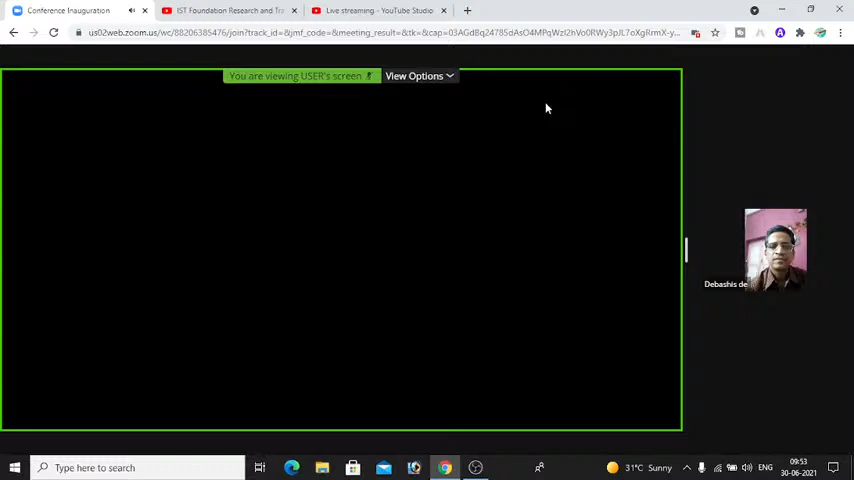 Conference Inauguration
IST Foundation Research and Tra
Live streaming - YouTube Studio
us02web.zoom.us/wc/88206385476/join?track_id=&jmf_code=&meeting_result=&tk=&cap=03AGdBq24785dAsO4MPqWzI2hVo0RWy3pJL7oXgRrmX-y...
You are viewing USER's screen
View Options
Debashis de
Type here to search
31°C Sunny
ENG
09:53
30-06-2021